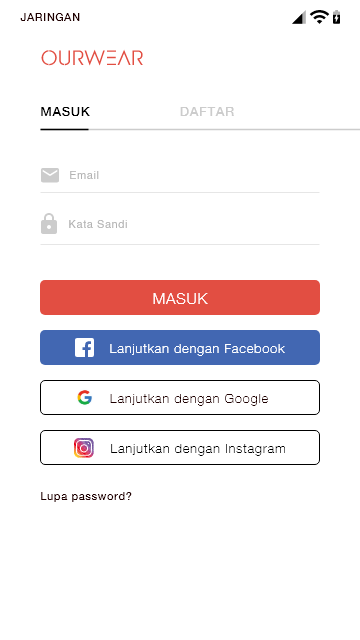 JARINGAN
OURWEAR
MASUK DAFTAR
Email
Kata Sandi
MASUK
Lanjutkan dengan Facebook
Lanjutkan dengan Google
Lanjutkan dengan Instagram
Lupa password?